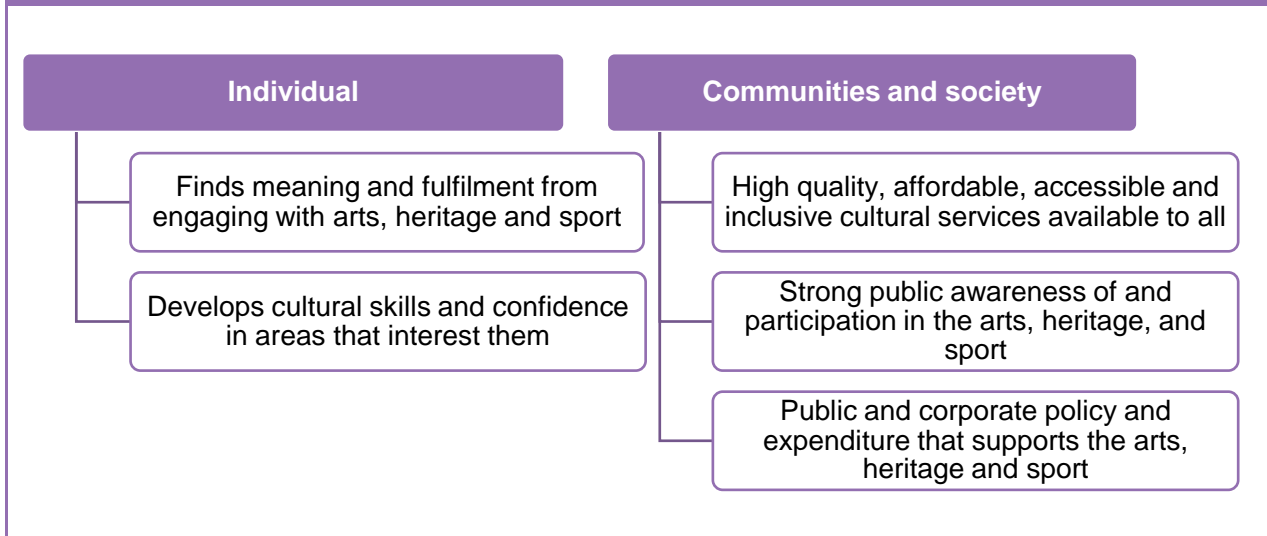 Individual
Finds meaning and fulfilment from
engaging with arts, heritage and sport
Develops cultural skills and confidence
in areas that interest them
Communities and society
High quality, affordable, accessible and
inclusive cultural services available to all
Strong public awareness of and
participation in the arts, heritage, and
sport
Public and corporate policy and
expenditure that supports the arts,
heritage and sport